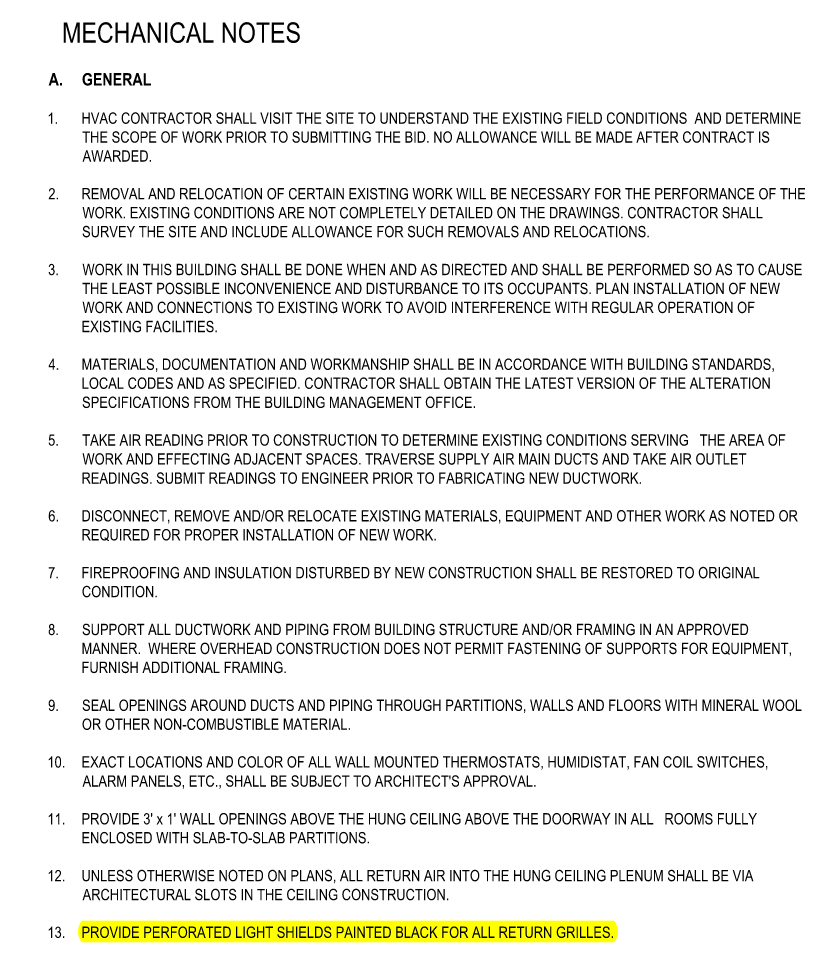 MECHANICAL NOTES
A. GENERAL
1. HVAC CONTRACTOR SHALL VISIT THE SITE TO UNDERSTAND THE EXISTING FIELD CONDITIONS AND DETERMINE
THE SCOPE OF WORK PRIOR TO SUBMITTING THE BID. NO ALLOWANCE WILL BE MADE AFTER CONTRACT IS
AWARDED.
2. REMOVAL AND RELOCATION OF CERTAIN EXISTING WORK WILL BE NECESSARY FOR THE PERFORMANCE OF THE
WORK. EXISTING CONDITIONS ARE NOT COMPLETELY DETAILED ON THE DRAWINGS. CONTRACTOR SHALL
SURVEY THE SITE AND INCLUDE ALLOWANCE FOR SUCH REMOVALS AND RELOCATIONS.
3. WORK IN THIS BUILDING SHALL BE DONE WHEN AND AS DIRECTED AND SHALL BE PERFORMED SO AS TO CAUSE
THE LEAST POSSIBLE INCONVENIENCE AND DISTURBANCE TO ITS OCCUPANTS. PLAN INSTALLATION OF NEW
WORK AND CONNECTIONS TO EXISTING WORK TO AVOID INTERFERENCE WITH REGULAR OPERATION OF
EXISTING FACILITIES.
4. MATERIALS, DOCUMENTATION AND WORKMANSHIP SHALL BE IN ACCORDANCE WITH BUILDING STANDARDS,
LOCAL CODES AND AS SPECIFIED. CONTRACTOR SHALL OBTAIN THE LATEST VERSION OF THE ALTERATION
SPECIFICATIONS FROM THE BUILDING MANAGEMENT OFFICE.
5. TAKE AIR READING PRIOR TO CONSTRUCTION TO DETERMINE EXISTING CONDITIONS SERVING THE AREA OF
WORK AND EFFECTING ADJACENT SPACES. TRAVERSE SUPPLY AIR MAIN DUCTS AND TAKE AIR OUTLET
READINGS. SUBMIT READINGS TO ENGINEER PRIOR TO FABRICATING NEW DUCTWORK.
6. DISCONNECT, REMOVE AND/OR RELOCATE EXISTING MATERIALS, EQUIPMENT AND OTHER WORK AS NOTED OR
REQUIRED FOR PROPER INSTALLATION OF NEW WORK.
7. FIREPROOFING AND INSULATION DISTURBED BY NEW CONSTRUCTION SHALL BE RESTORED TO ORIGINAL
CONDITION.
8. SUPPORT ALL DUCTWORK AND PIPING FROM BUILDING STRUCTURE AND/OR FRAMING IN AN APPROVED
MANNER. WHERE OVERHEAD CONSTRUCTION DOES NOT PERMIT FASTENING OF SUPPORTS FOR EQUIPMENT,
FURNISH ADDITIONAL FRAMING.
9. SEAL OPENINGS AROUND DUCTS AND PIPING THROUGH PARTITIONS, WALLS AND FLOORS WITH MINERAL WOOL
OR OTHER NON-COMBUSTIBLE MATERIAL.
10. EXACT LOCATIONS AND COLOR OF ALL WALL MOUNTED THERMOSTATS, HUMIDISTAT, FAN COIL SWITCHES,
ALARM PANELS, ETC., SHALL BE SUBJECT TO ARCHITECT'S APPROVAL.
11. PROVIDE 3' x 1' WALL OPENINGS ABOVE THE HUNG CEILING ABOVE THE DOORWAY IN ALL ROOMS FULLY
ENCLOSED WITH SLAB-TO-SLAB PARTITIONS.
12. UNLESS OTHERWISE NOTED ON PLANS, ALL RETURN AIR INTO THE HUNG CEILING PLENUM SHALL BE VIA
ARCHITECTURAL SLOTS IN THE CEILING CONSTRUCTION.
13. PROVIDE PERFORATED LIGHT SHIELDS PAINTED BLACK FOR ALL RETURN GRILLES.